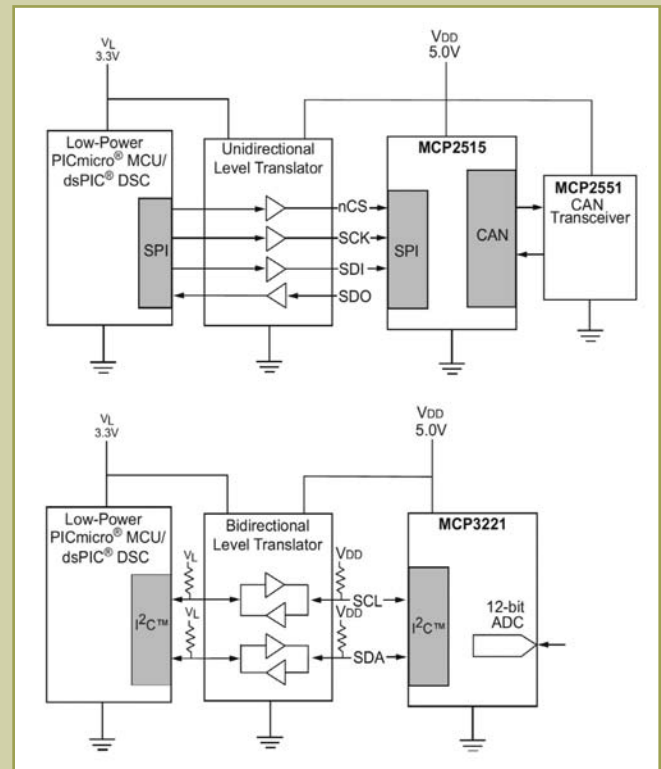 VL
3.3V
VDD
5.0V
Low-Power
PICmicro® MCU/
dsPIC® DSC
Unidirectional
Level Translator
MCP2515
MCP2551
CAN
Transceiver
SPI
nCS
SCK
SDI
SDO
SPI
CAN
VL
3.3V
VDD
5.0V
Low-Power
PICmicro® MCU/
dsPIC® DSC
Bidirectional
Level Translator
MCP3221
I²C™
VL
VL
VDD
SCL
VDD
SDA
I²C™
12-bit
ADC